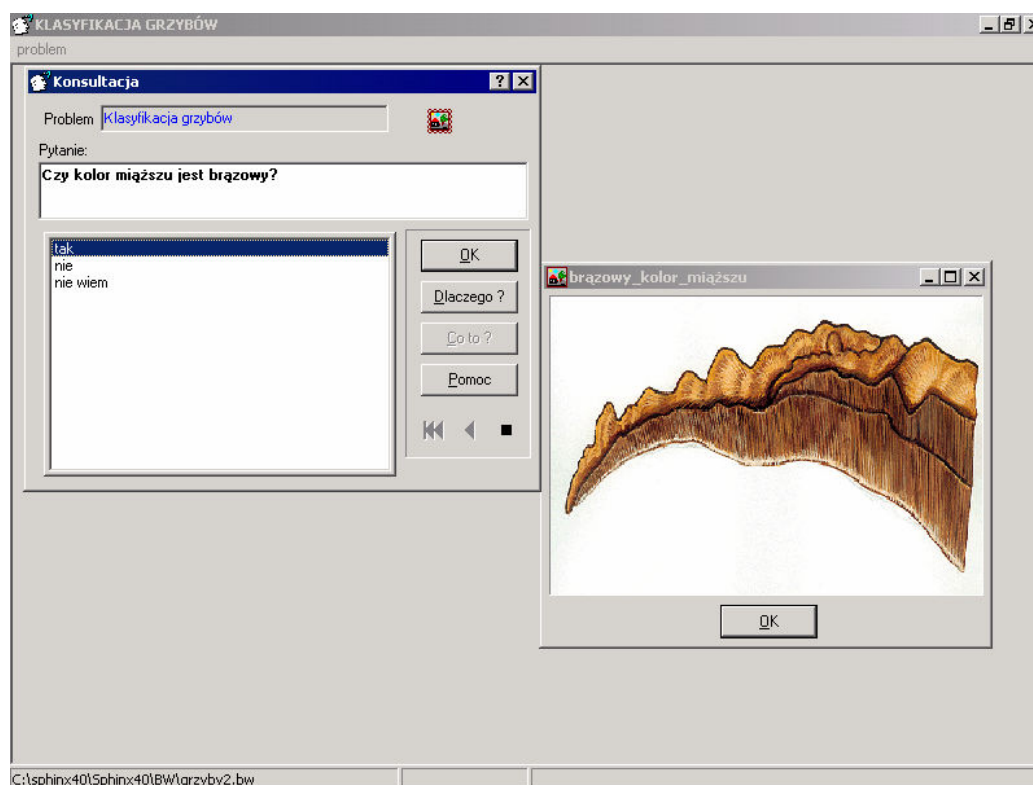 KLASYFIKACJA GRZYBÓW
problem
Konsultacja
Problem Klasyfikacja grzybów
Pytanie:
Czy kolor miąższu jest brązowy?
tak
nie
nie wiem
OK
Dlaczego ?
Co to ?
Pomoc
brązowy_kolor_miąższu
OK
C:\sphinx40\Sphinx40\BW\grzyby2.bw